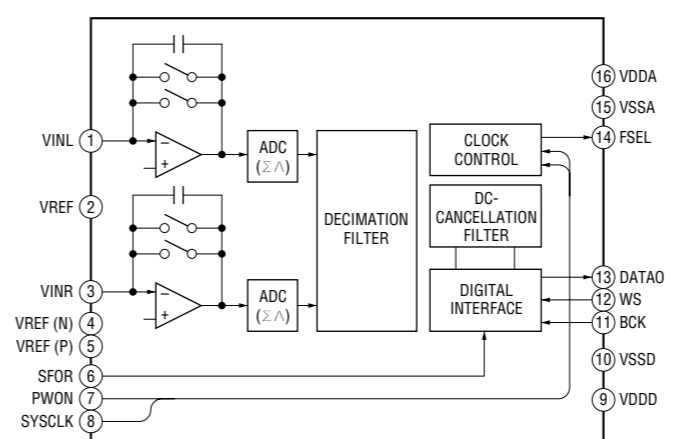 VINL 1
VREF 2
VINR 3
VREF (N) 4
VREF (P) 5
SFOR 6
PWON 7
SYSCLK 8
−
+
−
+
ADC
(ΣΛ)
ADC
(ΣΛ)
DECIMATION
FILTER
CLOCK
CONTROL
DC-
CANCELLATION
FILTER
DIGITAL
INTERFACE
16 VDDA
15 VSSA
14 FSEL
13 DATAO
12 WS
11 BCK
10 VSSD
9 VDDD